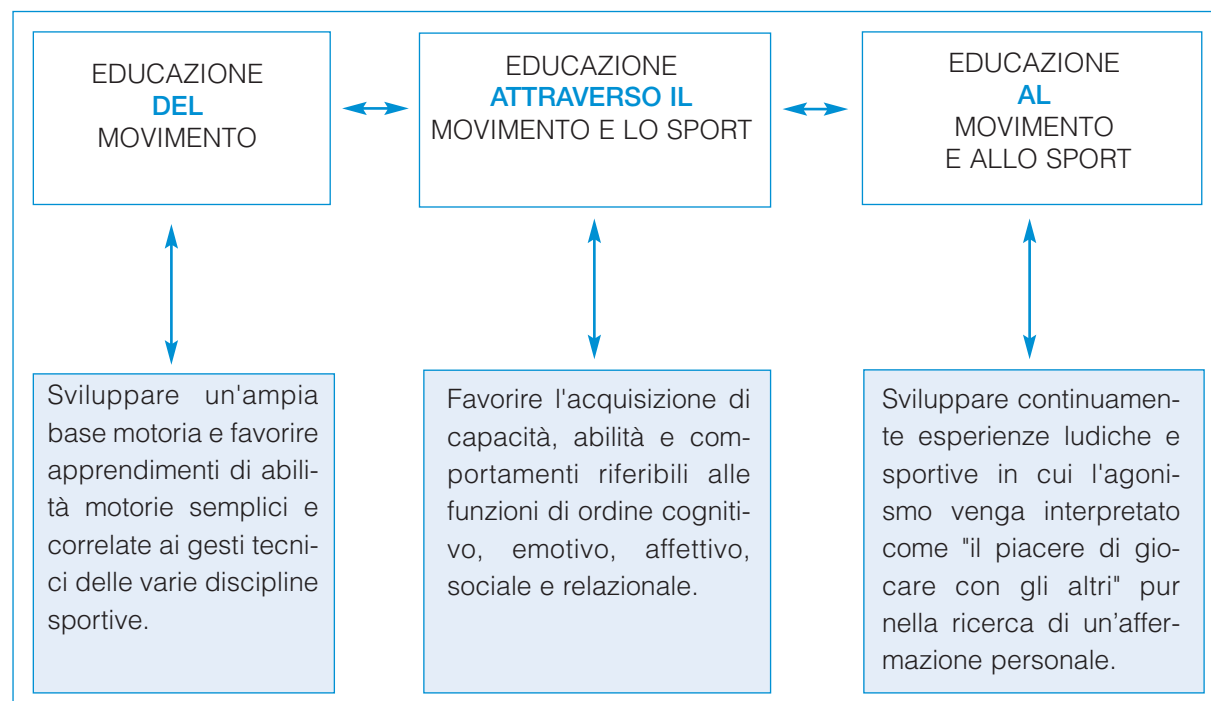 EDUCAZIONE
DEL
MOVIMENTO
EDUCAZIONE
ATTRAVERSO IL
MOVIMENTO E LO SPORT
EDUCAZIONE
AL
MOVIMENTO
E ALLO SPORT
Sviluppare un'ampia
base motoria e favorire
apprendimenti di abili-
tà motorie semplici e
correlate ai gesti tecni-
ci delle varie discipline
sportive.
Favorire l'acquisizione di
capacità, abilità e com-
portamenti riferibili alle
funzioni di ordine cogniti-
vo, emotivo, affettivo,
sociale e relazionale.
Sviluppare continuamen-
te esperienze ludiche e
sportive in cui l'agoni-
smo venga interpretato
come "il piacere di gio-
care con gli altri" pur
nella ricerca di un’affer-
mazione personale.